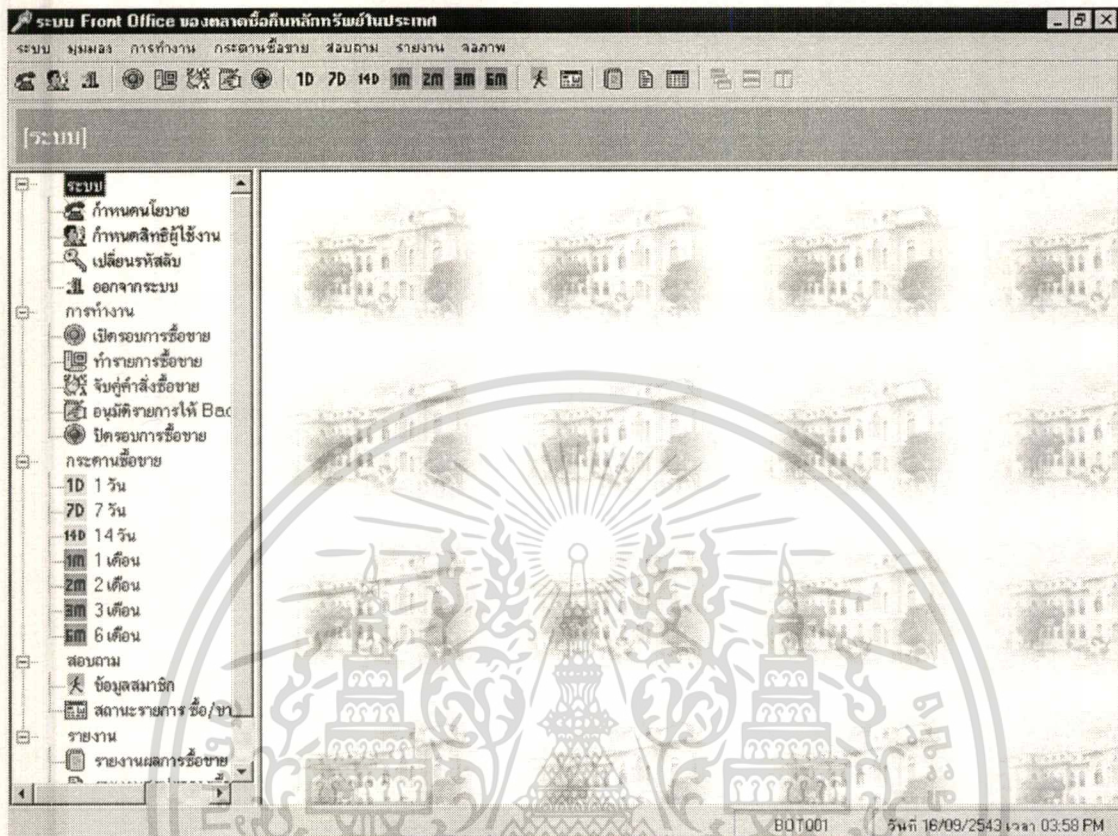 ระบบ Front Office ของตลาดซื้อคืนหลักทรัพย์ในประเทศ
ระบบ มุมมอง การทำงาน กระดานซื้อขาย สอบถาม รายงาน จอภาพ
1D 7D 14D 1m 2m 3m 6m
[ระบบ]
ระบบ
กำหนดนโยบาย
กำหนดสิทธิผู้ใช้งาน
เปลี่ยนรหัสลับ
ออกจากระบบ
การทำงาน
เปิดรอบการซื้อขาย
ทำรายการซื้อขาย
จับคู่คำสั่งซื้อขาย
อนุมัติรายการให้ Bac
ปิดรอบการซื้อขาย
กระดานซื้อขาย
1D 1 วัน
7D 7 วัน
14D 14 วัน
1m 1 เดือน
2m 2 เดือน
3m 3 เดือน
6m 6 เดือน
สอบถาม
ข้อมูลสมาชิก
สถานะรายการ ซื้อ/ขา
รายงาน
รายงานผลการซื้อขาย
BOT001 วันที่ 16/09/2543 เวลา 03:58 PM